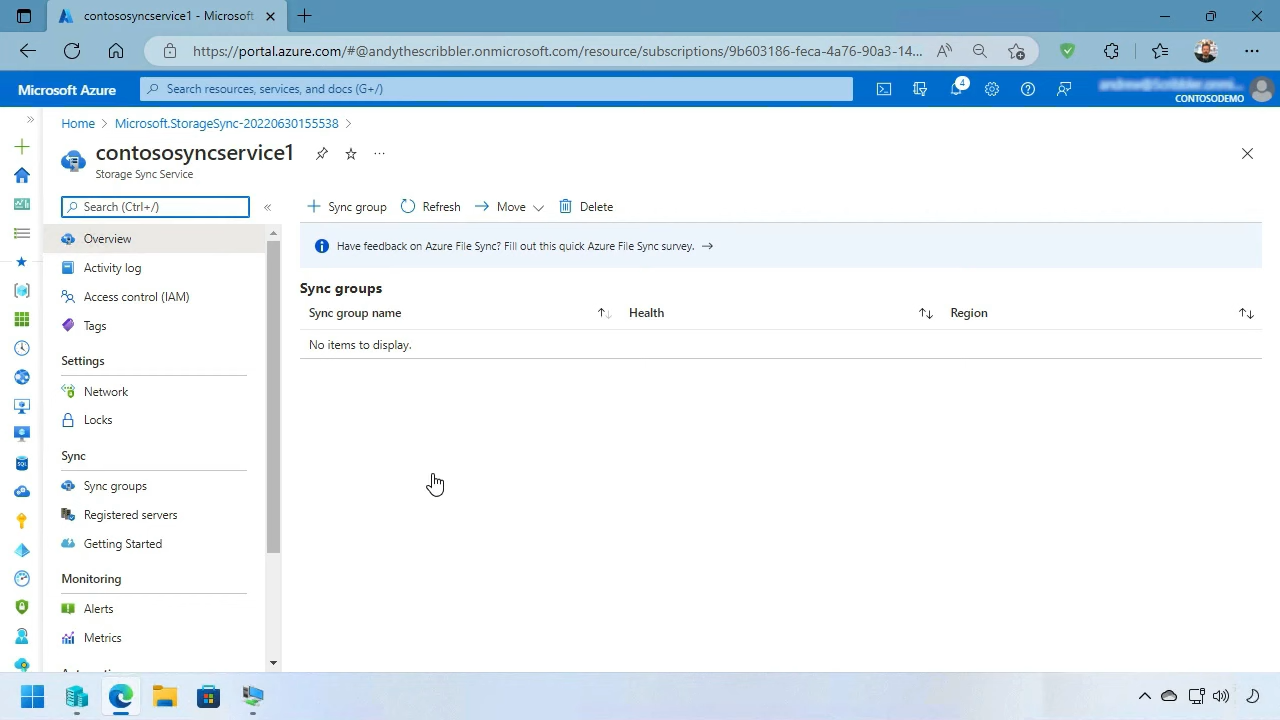 contososyncservice1 - Microsoft
https://portal.azure.com/#@andythescribbler.onmicrosoft.com/resource/subscriptions/9b603186-feca-4a76-90a3-14...
Microsoft Azure
Search resources, services, and docs (G+/)
4
CONTOSODEMO
Home
Microsoft.StorageSync-20220630155538
contososyncservice1
Storage Sync Service
Search (Ctrl+/)
Sync group
Refresh
Move
Delete
Overview
Activity log
Access control (IAM)
Tags
Settings
Network
Locks
Sync
Sync groups
Registered servers
Getting Started
Monitoring
Alerts
Metrics
Have feedback on Azure File Sync? Fill out this quick Azure File Sync survey.
Sync groups
Sync group name
Health
Region
No items to display.